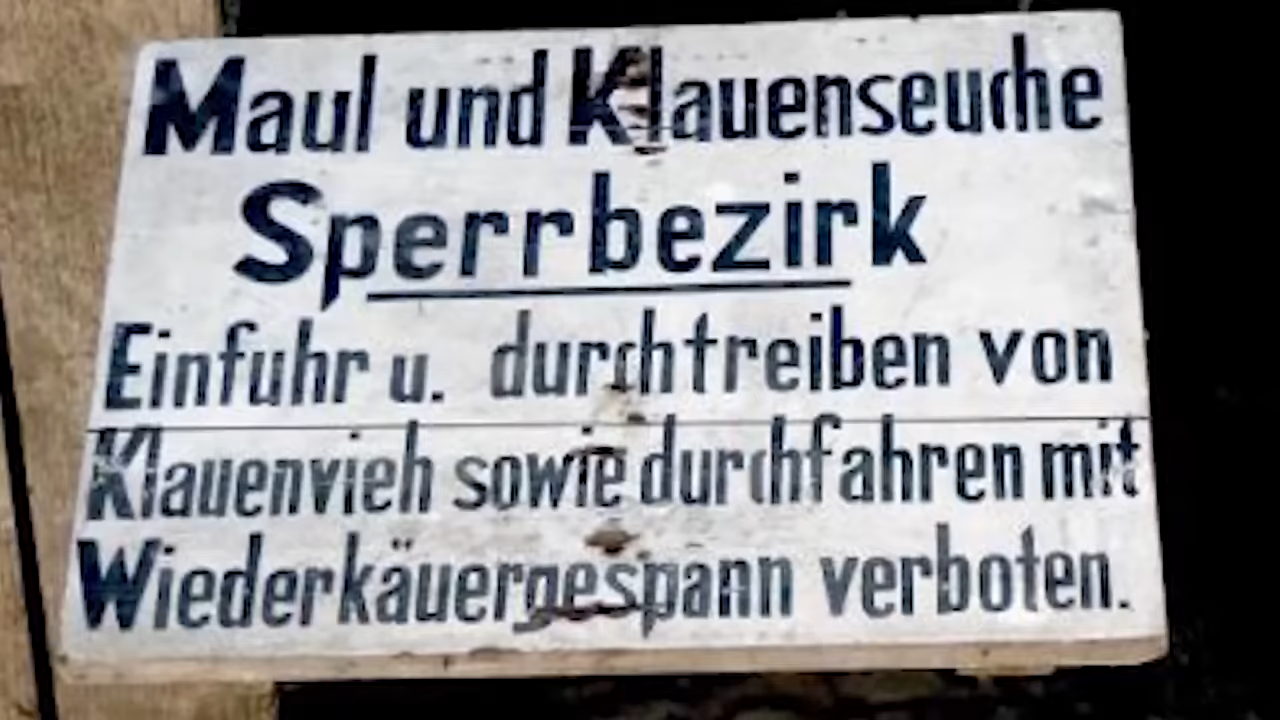 Maul und Klauenseuche
Sperrbezirk
Einfuhr u. durchtreiben von
Klauenvieh sowie durchfahren mit
Wiederkäuergespann verboten.